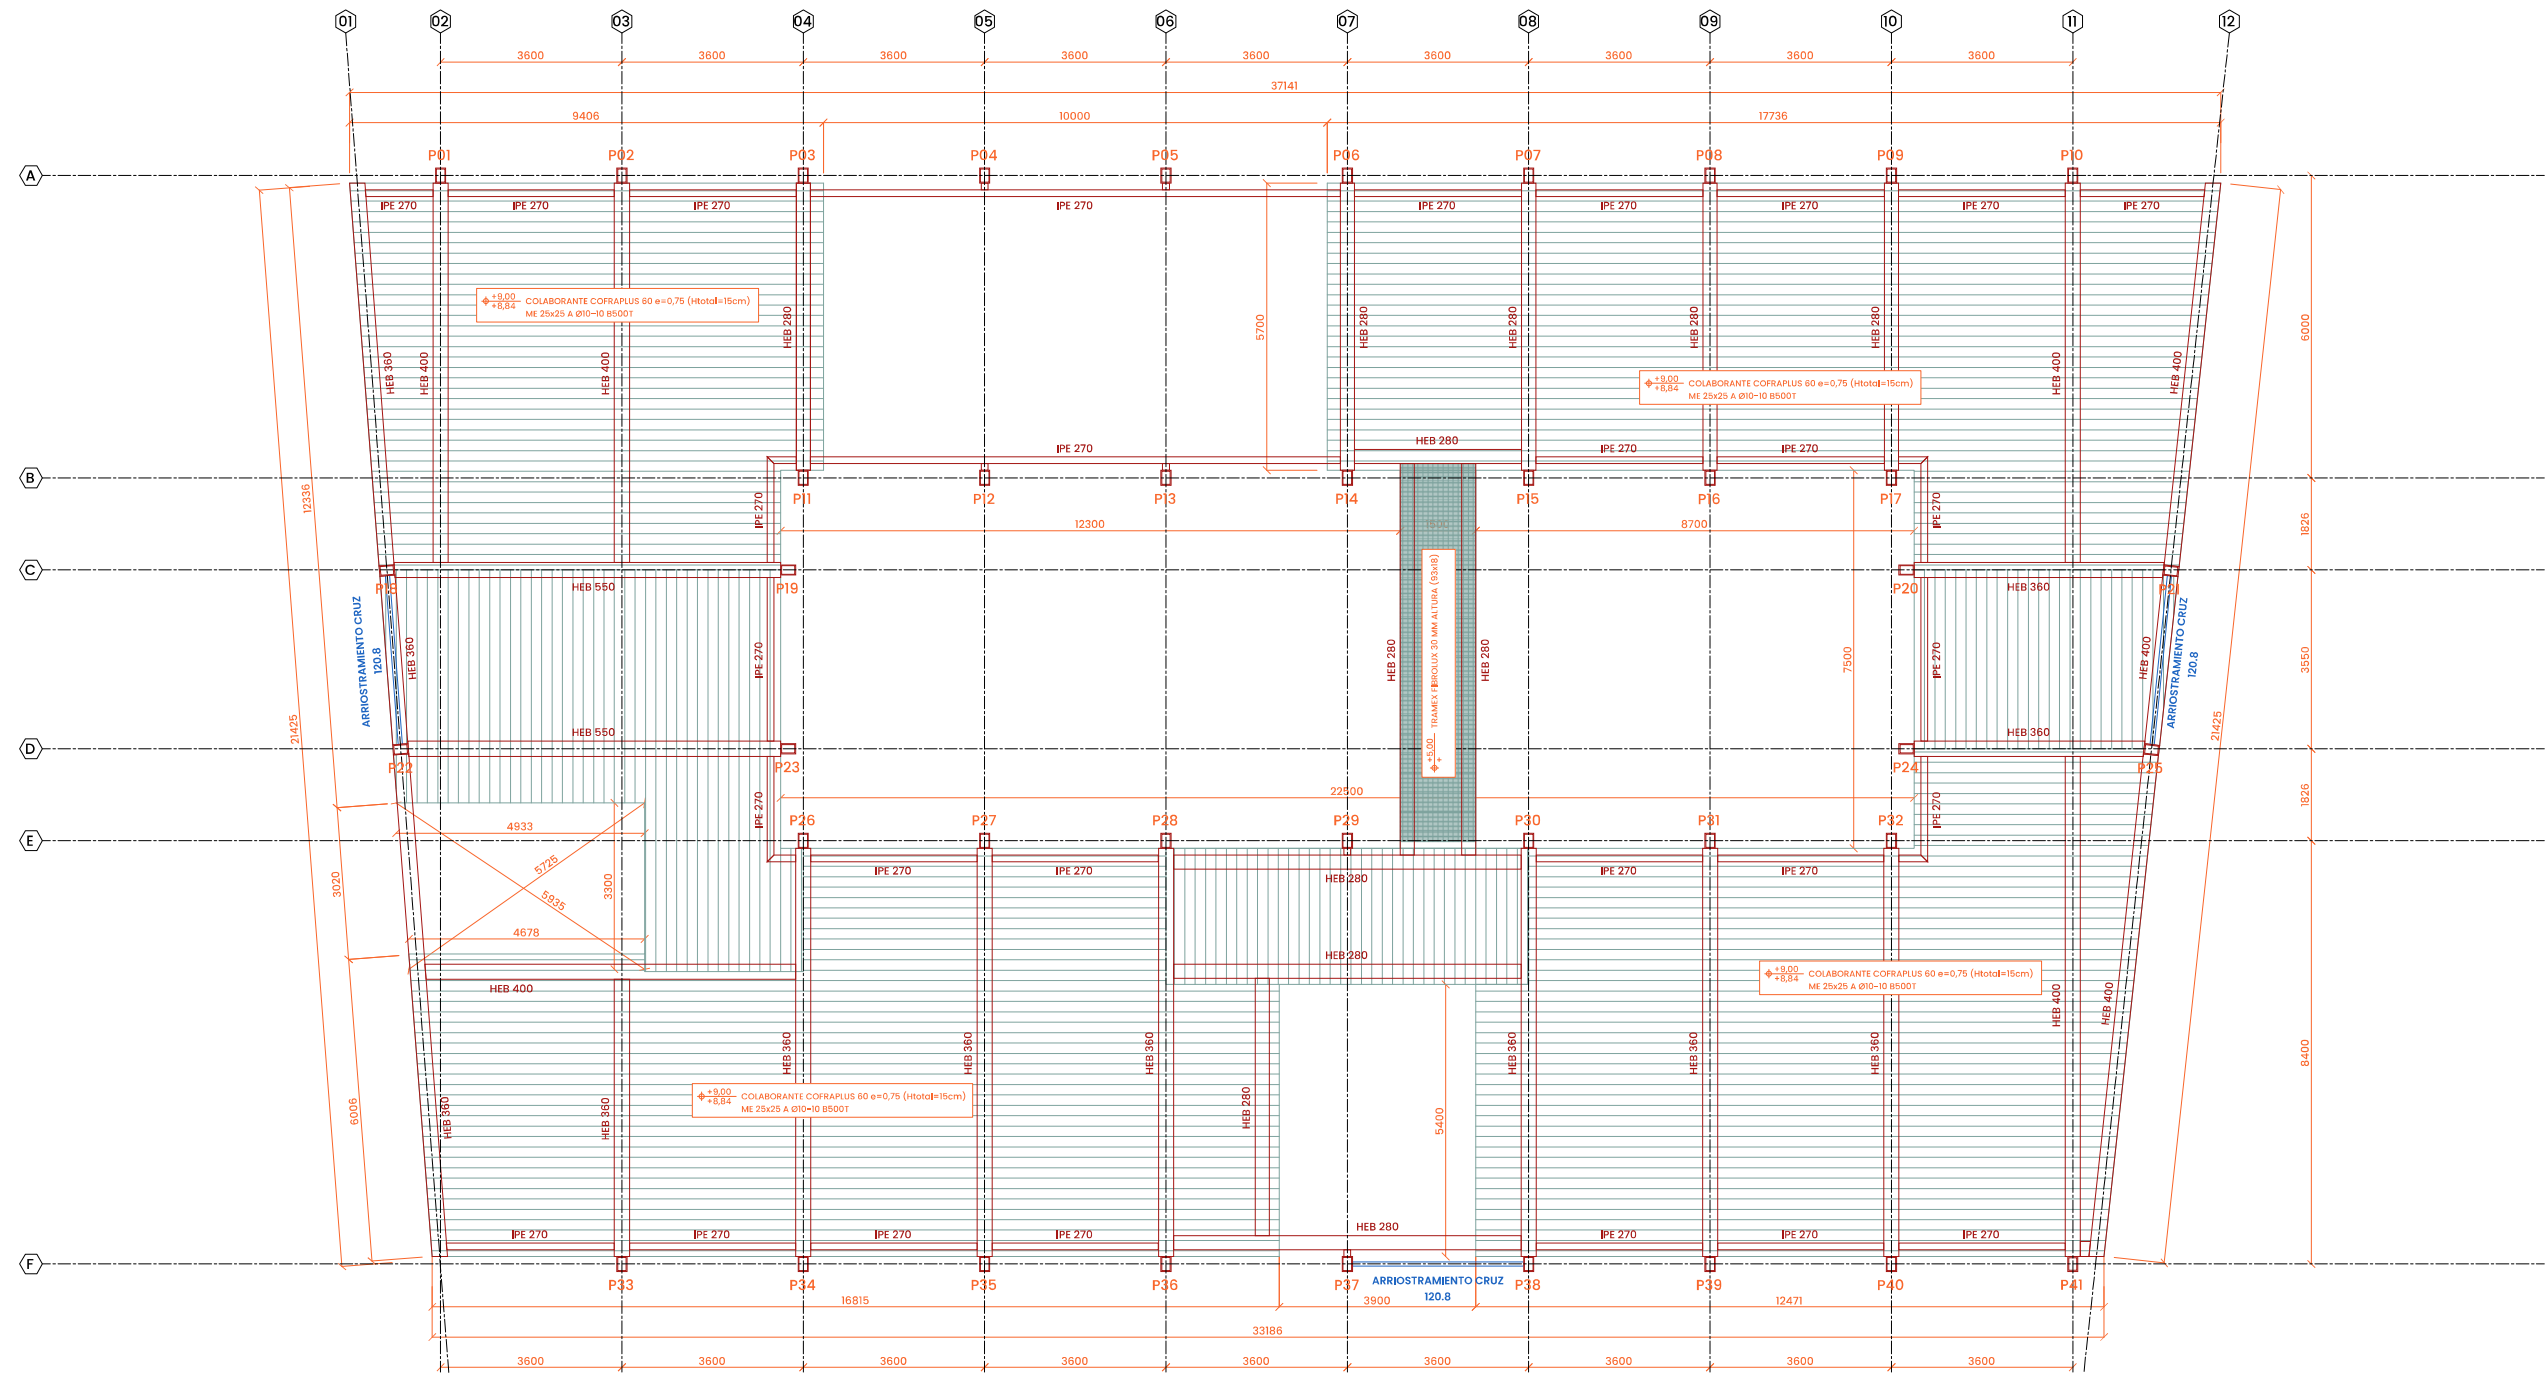 01 02 03 04 05 06 07 08 09 10 11 12
3600 3600 3600 3600 3600 3600 3600 3600 3600
37141
9406 10000 17736
P01 P02 P03 P04 P05 P06 P07 P08 P09 P10
A
IPE 270 IPE 270 IPE 270 IPE 270 IPE 270 IPE 270 IPE 270 IPE 270 IPE 270
+9,00
+8,84
COLABORANTE COFRAPLUS 60 e=0,75 (Htotal=15cm)
ME 25x25 A Ø10-10 B500T
HEB 280 5700 HEB 280 HEB 280 HEB 280 HEB 280 6000
HEB 360 HEB 400 HEB 400 HEB 400 HEB 400
+9,00
+8,84
COLABORANTE COFRAPLUS 60 e=0,75 (Htotal=15cm)
ME 25x25 A Ø10-10 B500T
IPE 270 HEB 280 IPE 270 IPE 270
B
12336
P11 P12 P13 P14 P15 P16 P17
IPE 270 IPE 270
12300 8700 1826
C
P18 HEB 550 P19 P20 HEB 360 P21
ARRIOSTRAMIENTO CRUZ
120.8
HEB 360 IPE 270 HEB 280
TRAMEX FIBROLUX 30 MM ALTURA (93x18)
+5,00
HEB 280 7500 IPE 270 HEB 400
ARRIOSTRAMIENTO CRUZ
120.8
3550
21425 21425
HEB 550 HEB 360
D
P22 P23 P24 P25
22500
IPE 270 IPE 270 1826
4933
P26 P27 P28 P29 P30 P31 P32
E
5725 5935 3300 3020
IPE 270 IPE 270 HEB 280 IPE 270 IPE 270
4678
HEB 280
HEB 400
+9,00
+8,84
COLABORANTE COFRAPLUS 60 e=0,75 (Htotal=15cm)
ME 25x25 A Ø10-10 B500T
HEB 400 HEB 400
HEB 360 HEB 360 HEB 360 HEB 360 HEB 360 HEB 360 8400
+9,00
+8,84
COLABORANTE COFRAPLUS 60 e=0,75 (Htotal=15cm)
ME 25x25 A Ø10-10 B500T
6006 HEB 360 HEB 360 HEB 280 5400
IPE 270 IPE 270 IPE 270 IPE 270 HEB 280 IPE 270 IPE 270 IPE 270
F
P33 P34 P35 P36 P37 P38 P39 P40 P41
ARRIOSTRAMIENTO CRUZ
120.8
16815 3900 12471
33186
3600 3600 3600 3600 3600 3600 3600 3600 3600